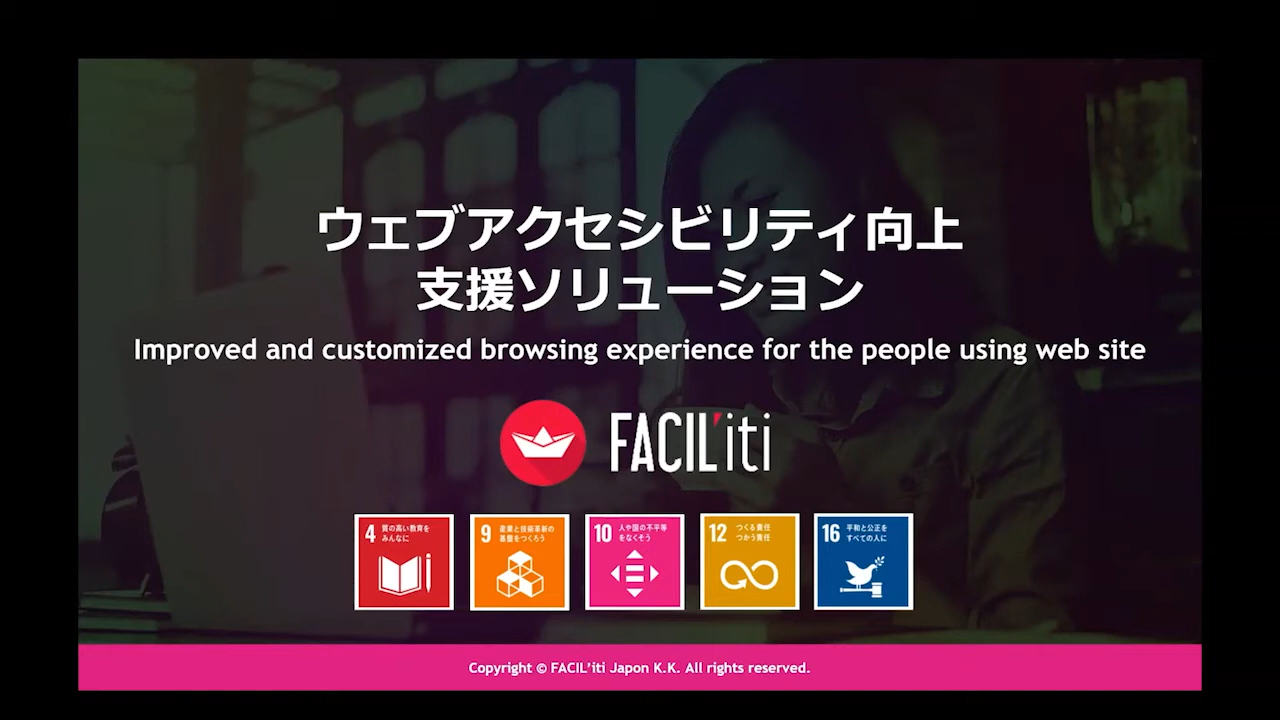 ウェブアクセシビリティ向上
支援ソリューション
Improved and customized browsing experience for the people using web site
FACIL'iti
4 質の高い教育を
みんなに
9 産業と技術革新の
基盤をつくろう
10 人や国の不平等
をなくそう
12 つくる責任
つかう責任
16 平和と公正を
すべての人に
Copyright © FACIL'iti Japon K.K. All rights reserved.